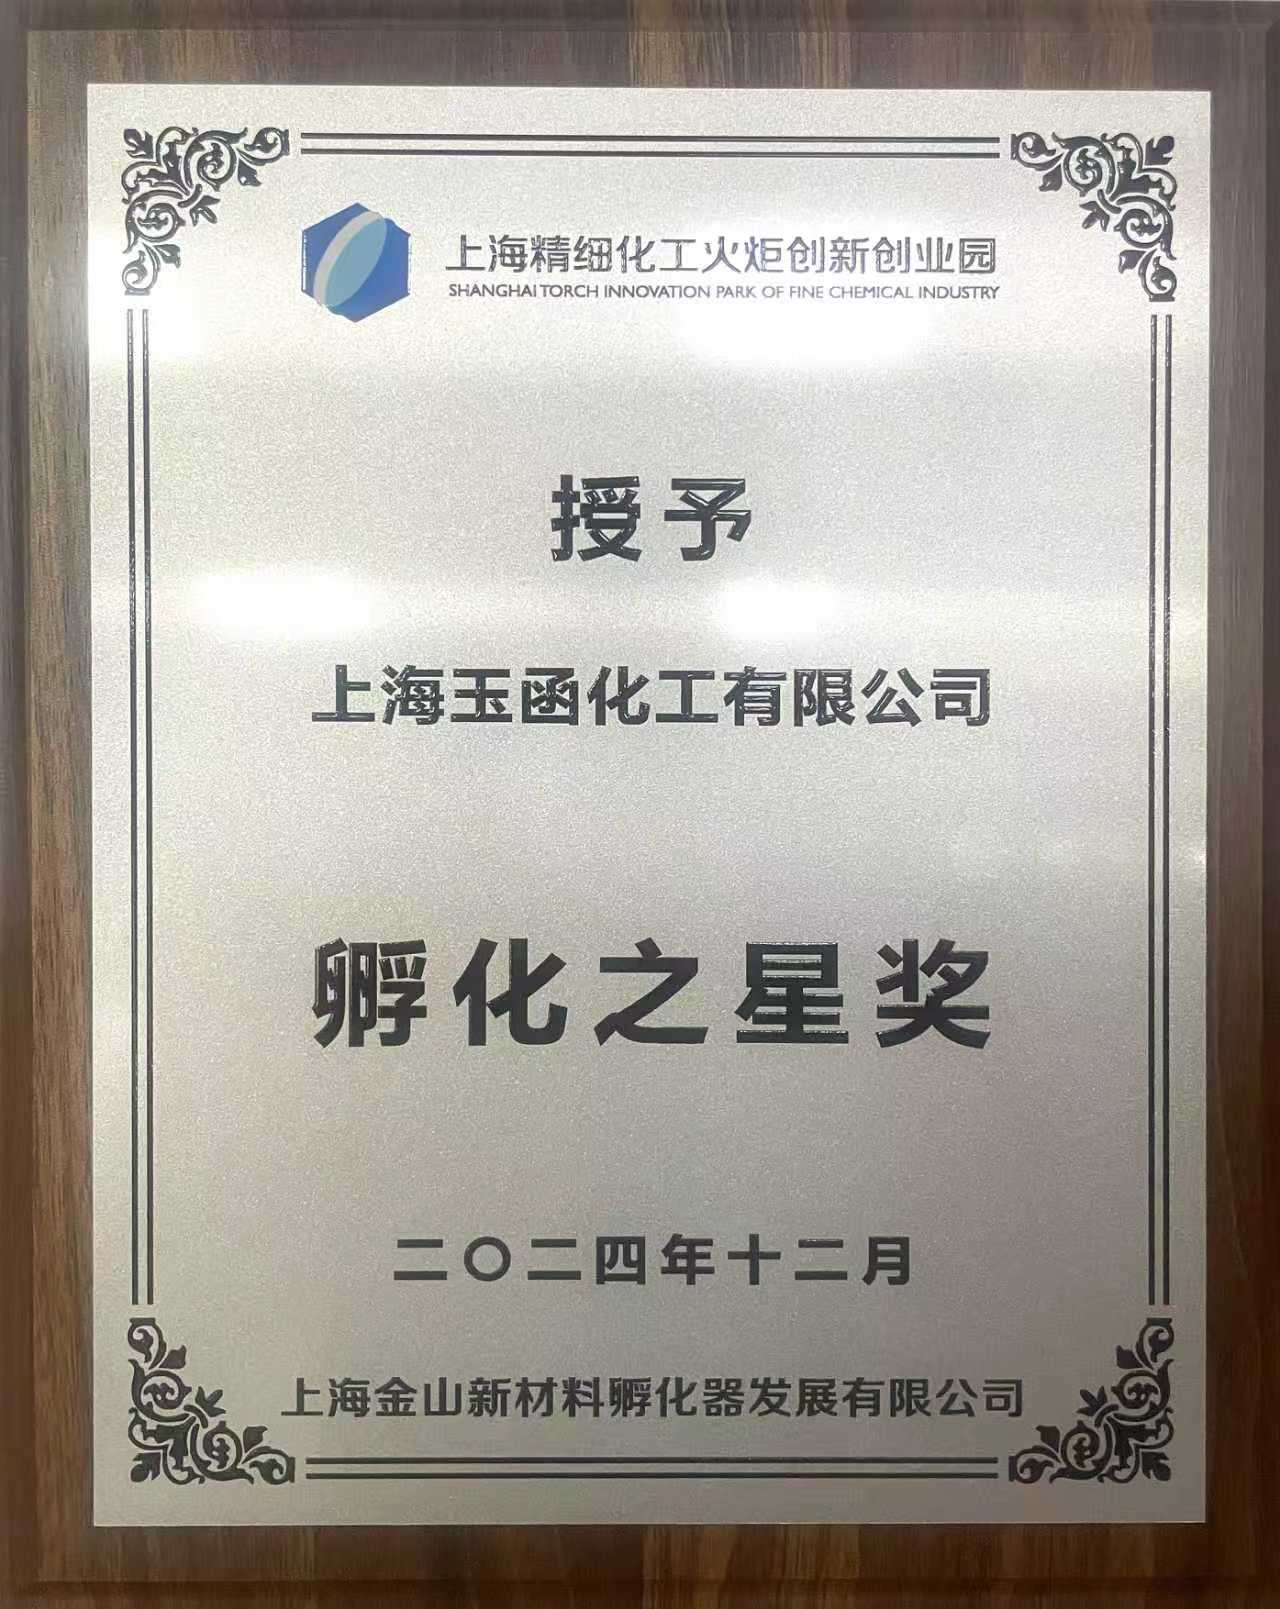 上海精细化工火炬创新创业园
SHANGHAI TORCH INNOVATION PARK OF FINE CHEMICAL INDUSTRY
授予
上海玉函化工有限公司
孵化之星奖
二〇二四年十二月
上海金山新材料孵化器发展有限公司